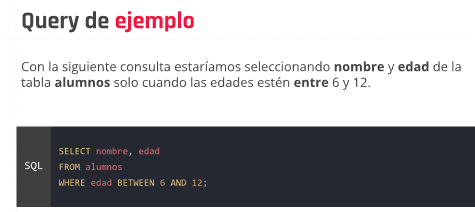 Query de ejemplo
Con la siguiente consulta estaríamos seleccionando nombre y edad de la
tabla alumnos solo cuando las edades estén entre 6 y 12.
SQL
SELECT nombre, edad
FROM alumnos
WHERE edad BETWEEN 6 AND 12;